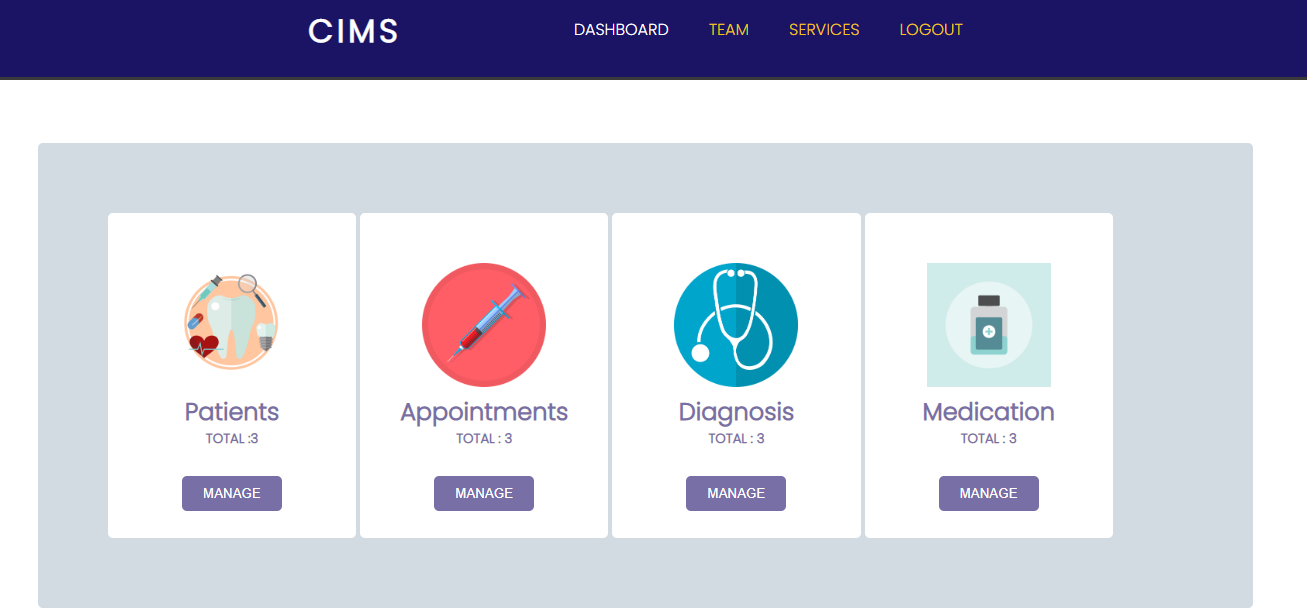 CIMS
DASHBOARD TEAM SERVICES LOGOUT
Patients
TOTAL :3
MANAGE
Appointments
TOTAL : 3
MANAGE
Diagnosis
TOTAL : 3
MANAGE
Medication
TOTAL : 3
MANAGE